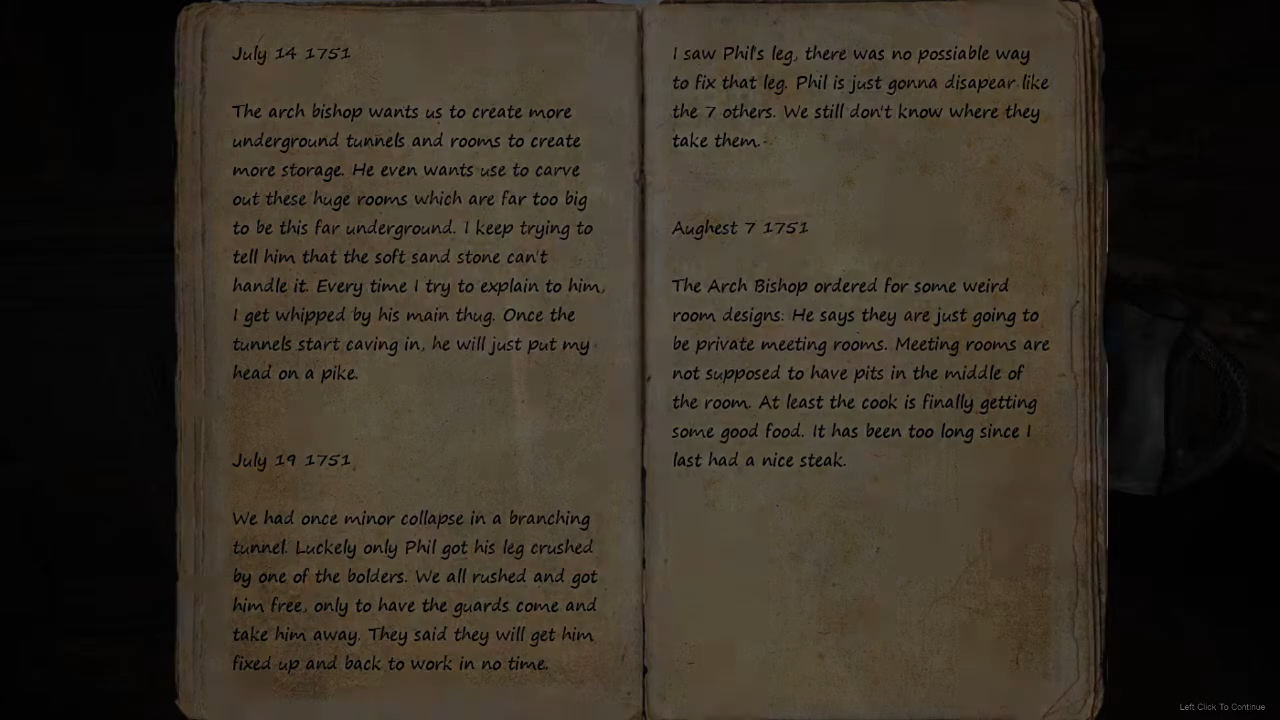 July 14 1751
The arch bishop wants us to create more
underground tunnels and rooms to create
more storage. He even wants use to carve
out these huge rooms which are far too big
to be this far underground. I keep trying to
tell him that the soft sand stone can't
handle it. Every time I try to explain to him,
I get whipped by his main thug. Once the
tunnels start caving in, he will just put my
head on a pike.
July 19 1751
We had once minor collapse in a branching
tunnel. Luckely only Phil got his leg crushed
by one of the bolders. We all rushed and got
him free, only to have the guards come and
take him away. They said they will get him
fixed up and back to work in no time.
I saw Phil's leg, there was no possiable way
to fix that leg. Phil is just gonna disapear like
the 7 others. We still don't know where they
take them.
Aughest 7 1751
The Arch Bishop ordered for some weird
room designs. He says they are just going to
be private meeting rooms. Meeting rooms are
not supposed to have pits in the middle of
the room. At least the cook is finally getting
some good food. It has been too long since I
last had a nice steak.
Left Click To Continue